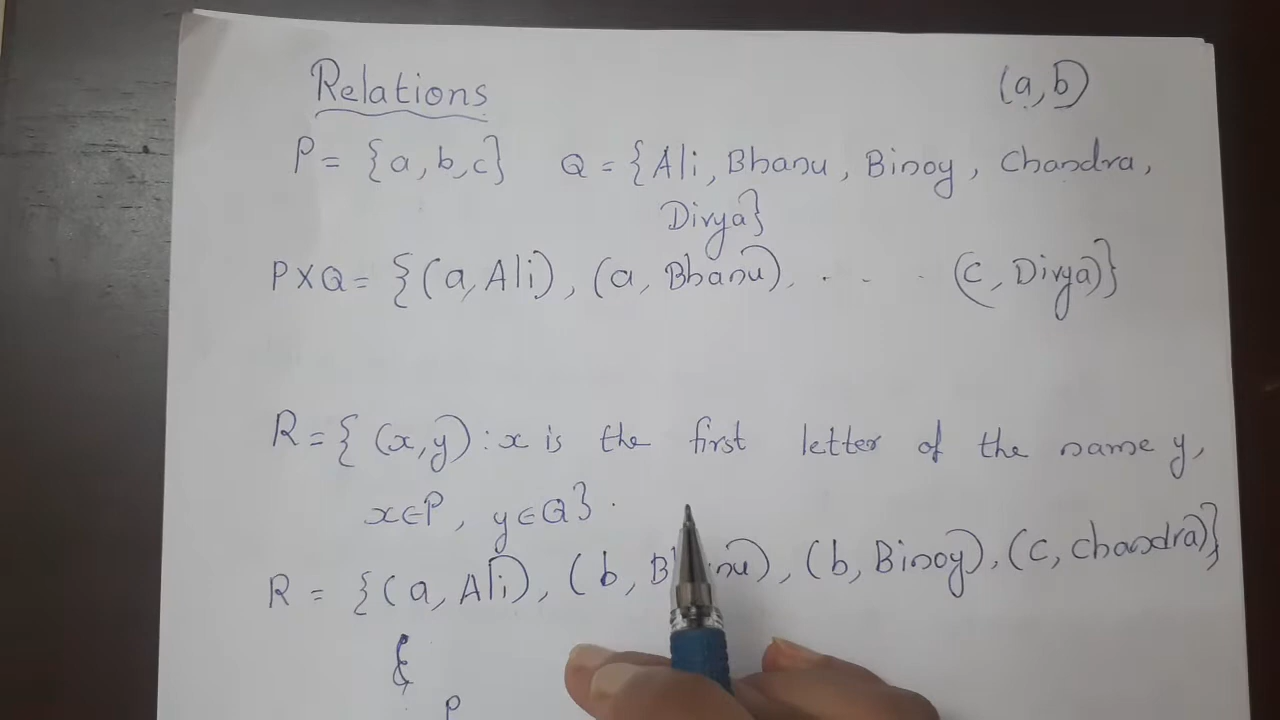 Relations (a,b)
P = {a, b, c} Q = {Ali, Bhanu, Binoy, Chandra,
Divya}
P X Q = {(a, Ali), (a, Bhanu), . . . (c, Divya)}
R = { (x, y) : x is the first letter of the name y,
x ∈ P, y ∈ Q}.
R = {(a, Ali), (b, Bhanu), (b, Binoy), (c, Chandra)}
P